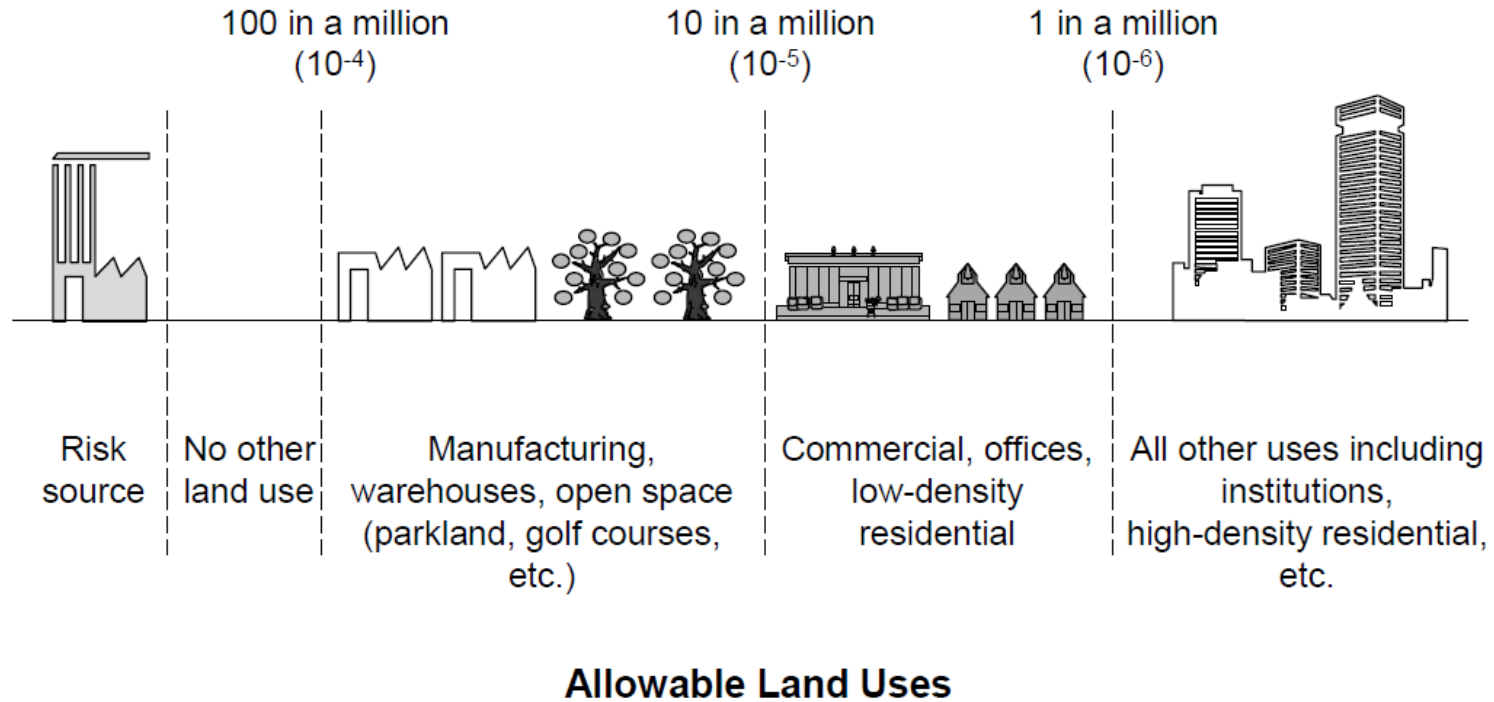 100 in a million
(10⁻⁴)
10 in a million
(10⁻⁵)
1 in a million
(10⁻⁶)
Risk
source
No other
land use
Manufacturing,
warehouses, open space
(parkland, golf courses,
etc.)
Commercial, offices,
low-density
residential
All other uses including
institutions,
high-density residential,
etc.
Allowable Land Uses